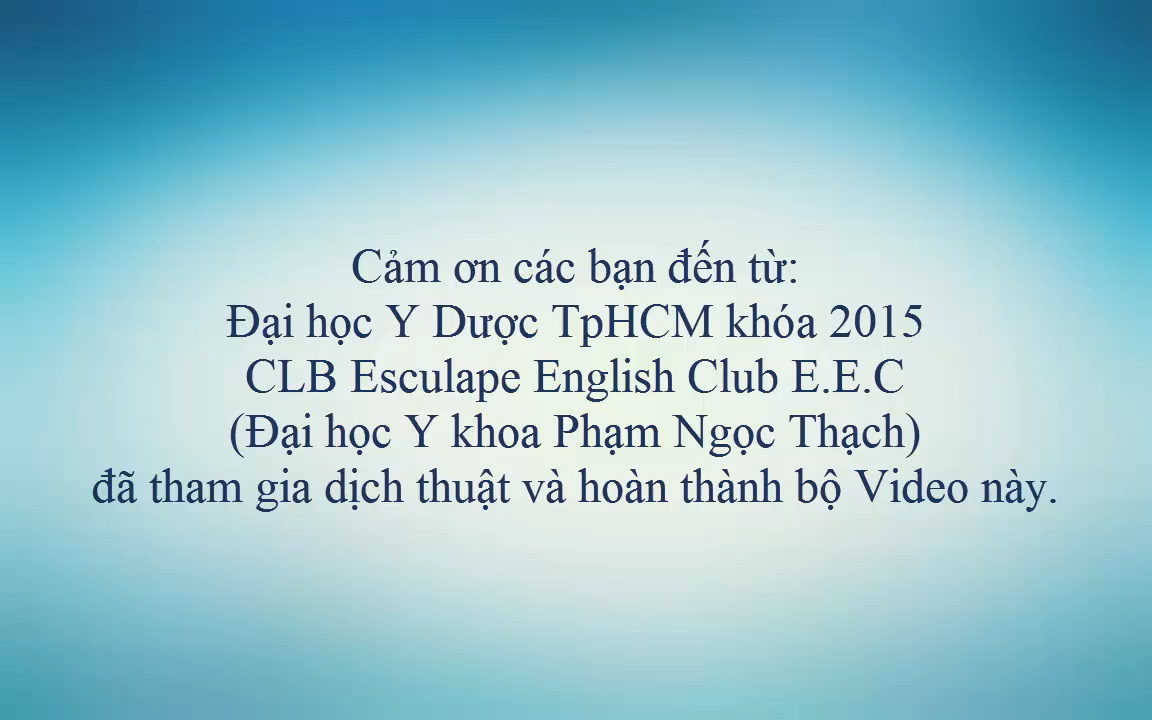 Cảm ơn các bạn đến từ:
Đại học Y Dược TpHCM khóa 2015
CLB Esculape English Club E.E.C
(Đại học Y khoa Phạm Ngọc Thạch)
đã tham gia dịch thuật và hoàn thành bộ Video này.